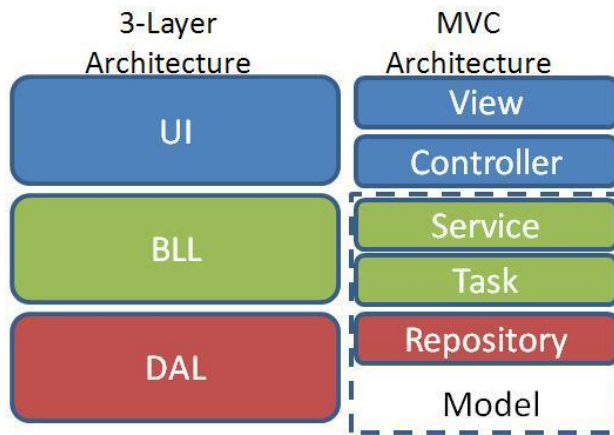 3-Layer
Architecture
UI
BLL
DAL
MVC
Architecture
View
Controller
Service
Task
Repository
Model